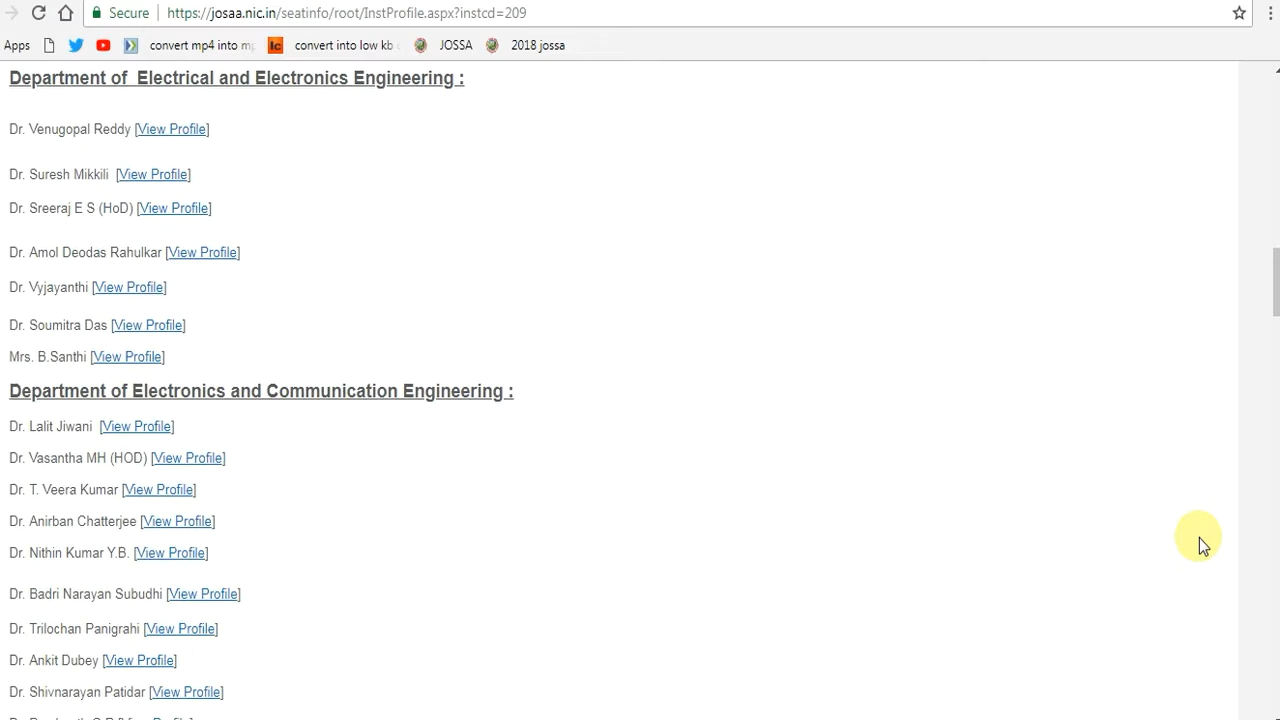 Secure https://josaa.nic.in/seatinfo/root/InstProfile.aspx?instcd=209
Apps convert mp4 into convert into low kb JOSSA 2018 jossa
Department of Electrical and Electronics Engineering :
Dr. Venugopal Reddy [View Profile]
Dr. Suresh Mikkili [View Profile]
Dr. Sreeraj E S (HoD) [View Profile]
Dr. Amol Deodas Rahulkar [View Profile]
Dr. Vyjayanthi [View Profile]
Dr. Soumitra Das [View Profile]
Mrs. B.Santhi [View Profile]
Department of Electronics and Communication Engineering :
Dr. Lalit Jiwani [View Profile]
Dr. Vasantha MH (HOD) [View Profile]
Dr. T. Veera Kumar [View Profile]
Dr. Anirban Chatterjee [View Profile]
Dr. Nithin Kumar Y.B. [View Profile]
Dr. Badri Narayan Subudhi [View Profile]
Dr. Trilochan Panigrahi [View Profile]
Dr. Ankit Dubey [View Profile]
Dr. Shivnarayan Patidar [View Profile]